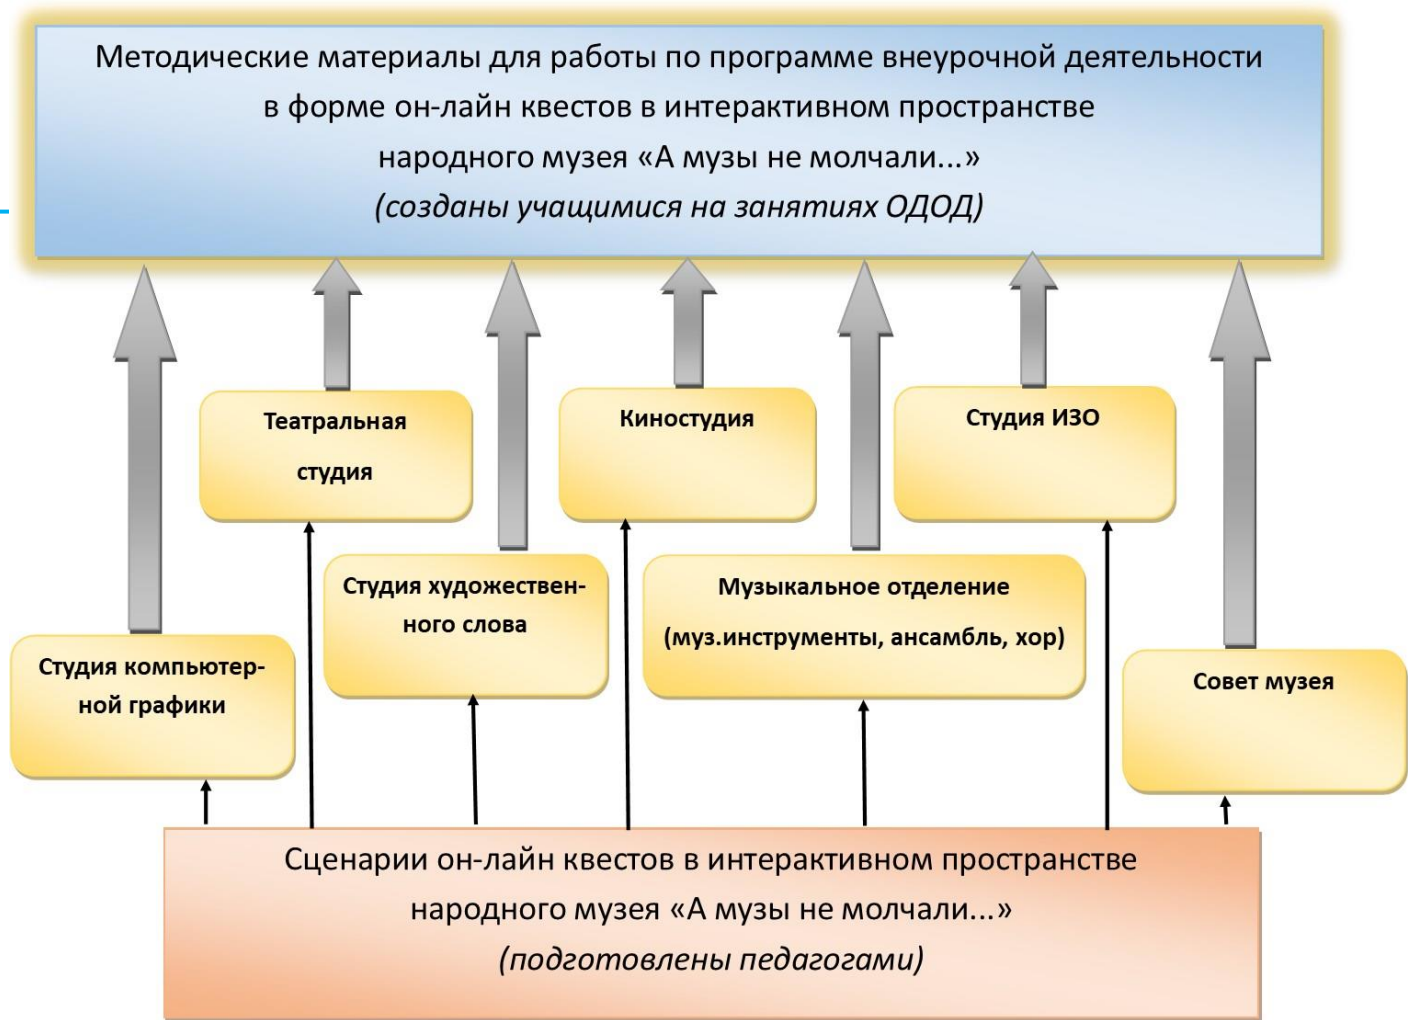 Методические материалы для работы по программе внеурочной деятельности
в форме он-лайн квестов в интерактивном пространстве
народного музея «А музы не молчали...»
(созданы учащимися на занятиях ОДОД)
Театральная
студия
Киностудия
Студия ИЗО
Студия художествен-
ного слова
Музыкальное отделение
(муз.инструменты, ансамбль, хор)
Студия компьютер-
ной графики
Совет музея
Сценарии он-лайн квестов в интерактивном пространстве
народного музея «А музы не молчали...»
(подготовлены педагогами)